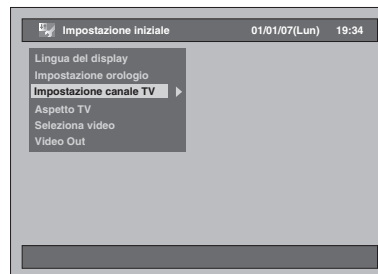 Impostazione iniziale 01/01/07(Lun) 19:34
Lingua del display
Impostazione orologio
Impostazione canale TV
Aspetto TV
Seleziona video
Video Out